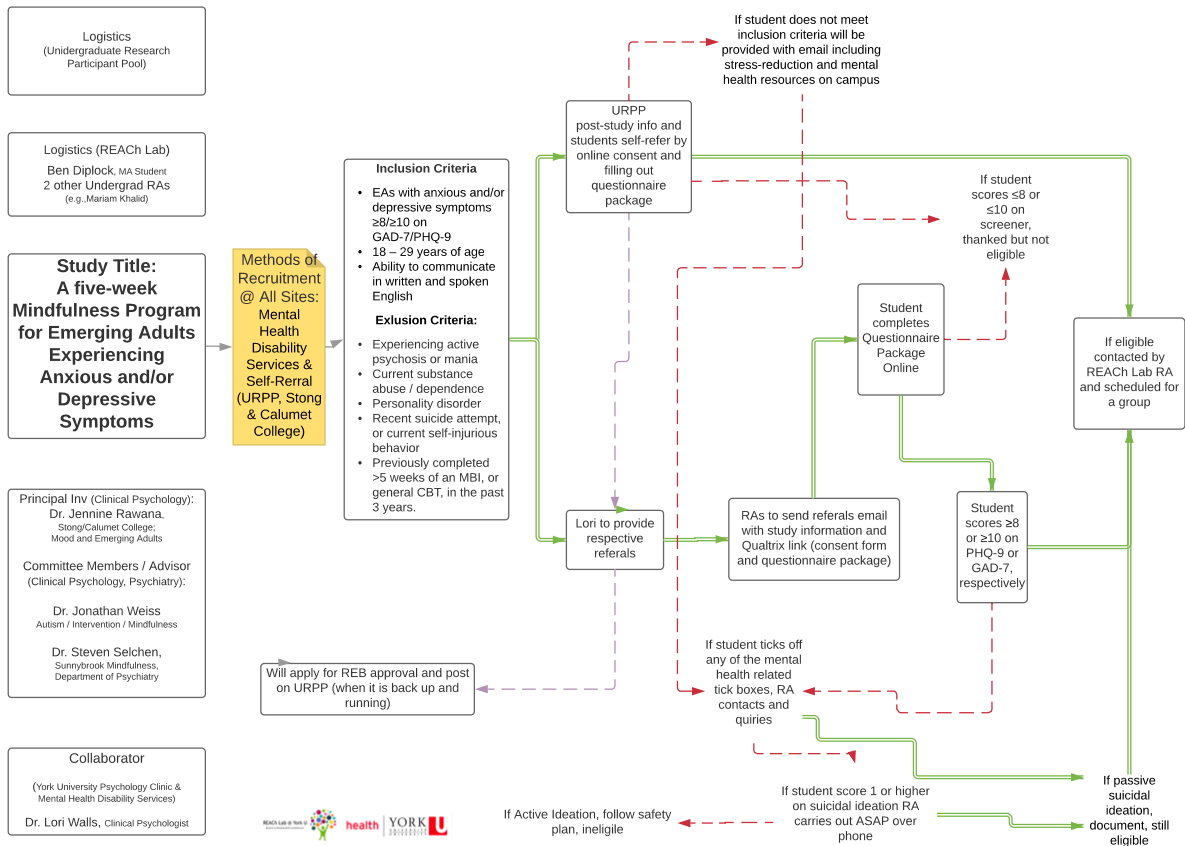 Logistics
(Unidergraduate Research
Participant Pool)
Logistics (REACh Lab)
Ben Diplock, MA Student
2 other Undergrad RAs
(e.g.,Mariam Khalid)
Study Title:
A five-week
Mindfulness Program
for Emerging Adults
Experiencing
Anxious and/or
Depressive
Symptoms
Principal Inv (Clinical Psychology):
Dr. Jennine Rawana,
Stong/Calumet College;
Mood and Emerging Adults
Committee Members / Advisor
(Clinical Psychology, Psychiatry):
Dr. Jonathan Weiss
Autism / Intervention / Mindfulness
Dr. Steven Selchen,
Sunnybrook Mindfulness,
Department of Psychiatry
Collaborator
(York University Psychology Clinic &
Mental Health Disability Services)
Dr. Lori Walls, Clinical Psychologist
Methods of
Recruitment
@ All Sites:
Mental
Health
Disability
Services &
Self-Rerral
(URPP, Stong
& Calumet
College)
Inclusion Criteria
• EAs with anxious and/or
depressive symptoms
≥8/≥10 on
GAD-7/PHQ-9
• 18 – 29 years of age
• Ability to communicate
in written and spoken
English
Exlusion Criteria:
• Experiencing active
psychosis or mania
• Current substance
abuse / dependence
• Personality disorder
• Recent suicide attempt,
or current self-injurious
behavior
• Previously completed
>5 weeks of an MBI, or
general CBT, in the past
3 years.
URPP
post-study info and
students self-refer by
online consent and
filling out
questionnaire
package
If student does not meet
inclusion criteria will be
provided with email including
stress-reduction and mental
health resources on campus
If student
scores ≤8 or
≤10 on
screener,
thanked but not
eligible
Student
completes
Questionnaire
Package
Online
If eligible
contacted by
REACh Lab RA
and scheduled for
a group
Lori to provide
respective
referals
RAs to send referals email
with study information and
Qualtrix link (consent form
and questionnaire package)
Student
scores ≥8
or ≥10 on
PHQ-9 or
GAD-7,
respectively
Will apply for REB approval and post
on URPP (when it is back up and
running)
If student ticks off
any of the mental
health related
tick boxes, RA
contacts and
quiries
If student score 1 or higher
on suicidal ideation RA
carries out ASAP over
phone
If Active Ideation, follow safety
plan, ineligile
If passive
suicidal
ideation,
document, still
eligible
REACh Lab @ York U
health
YORK U